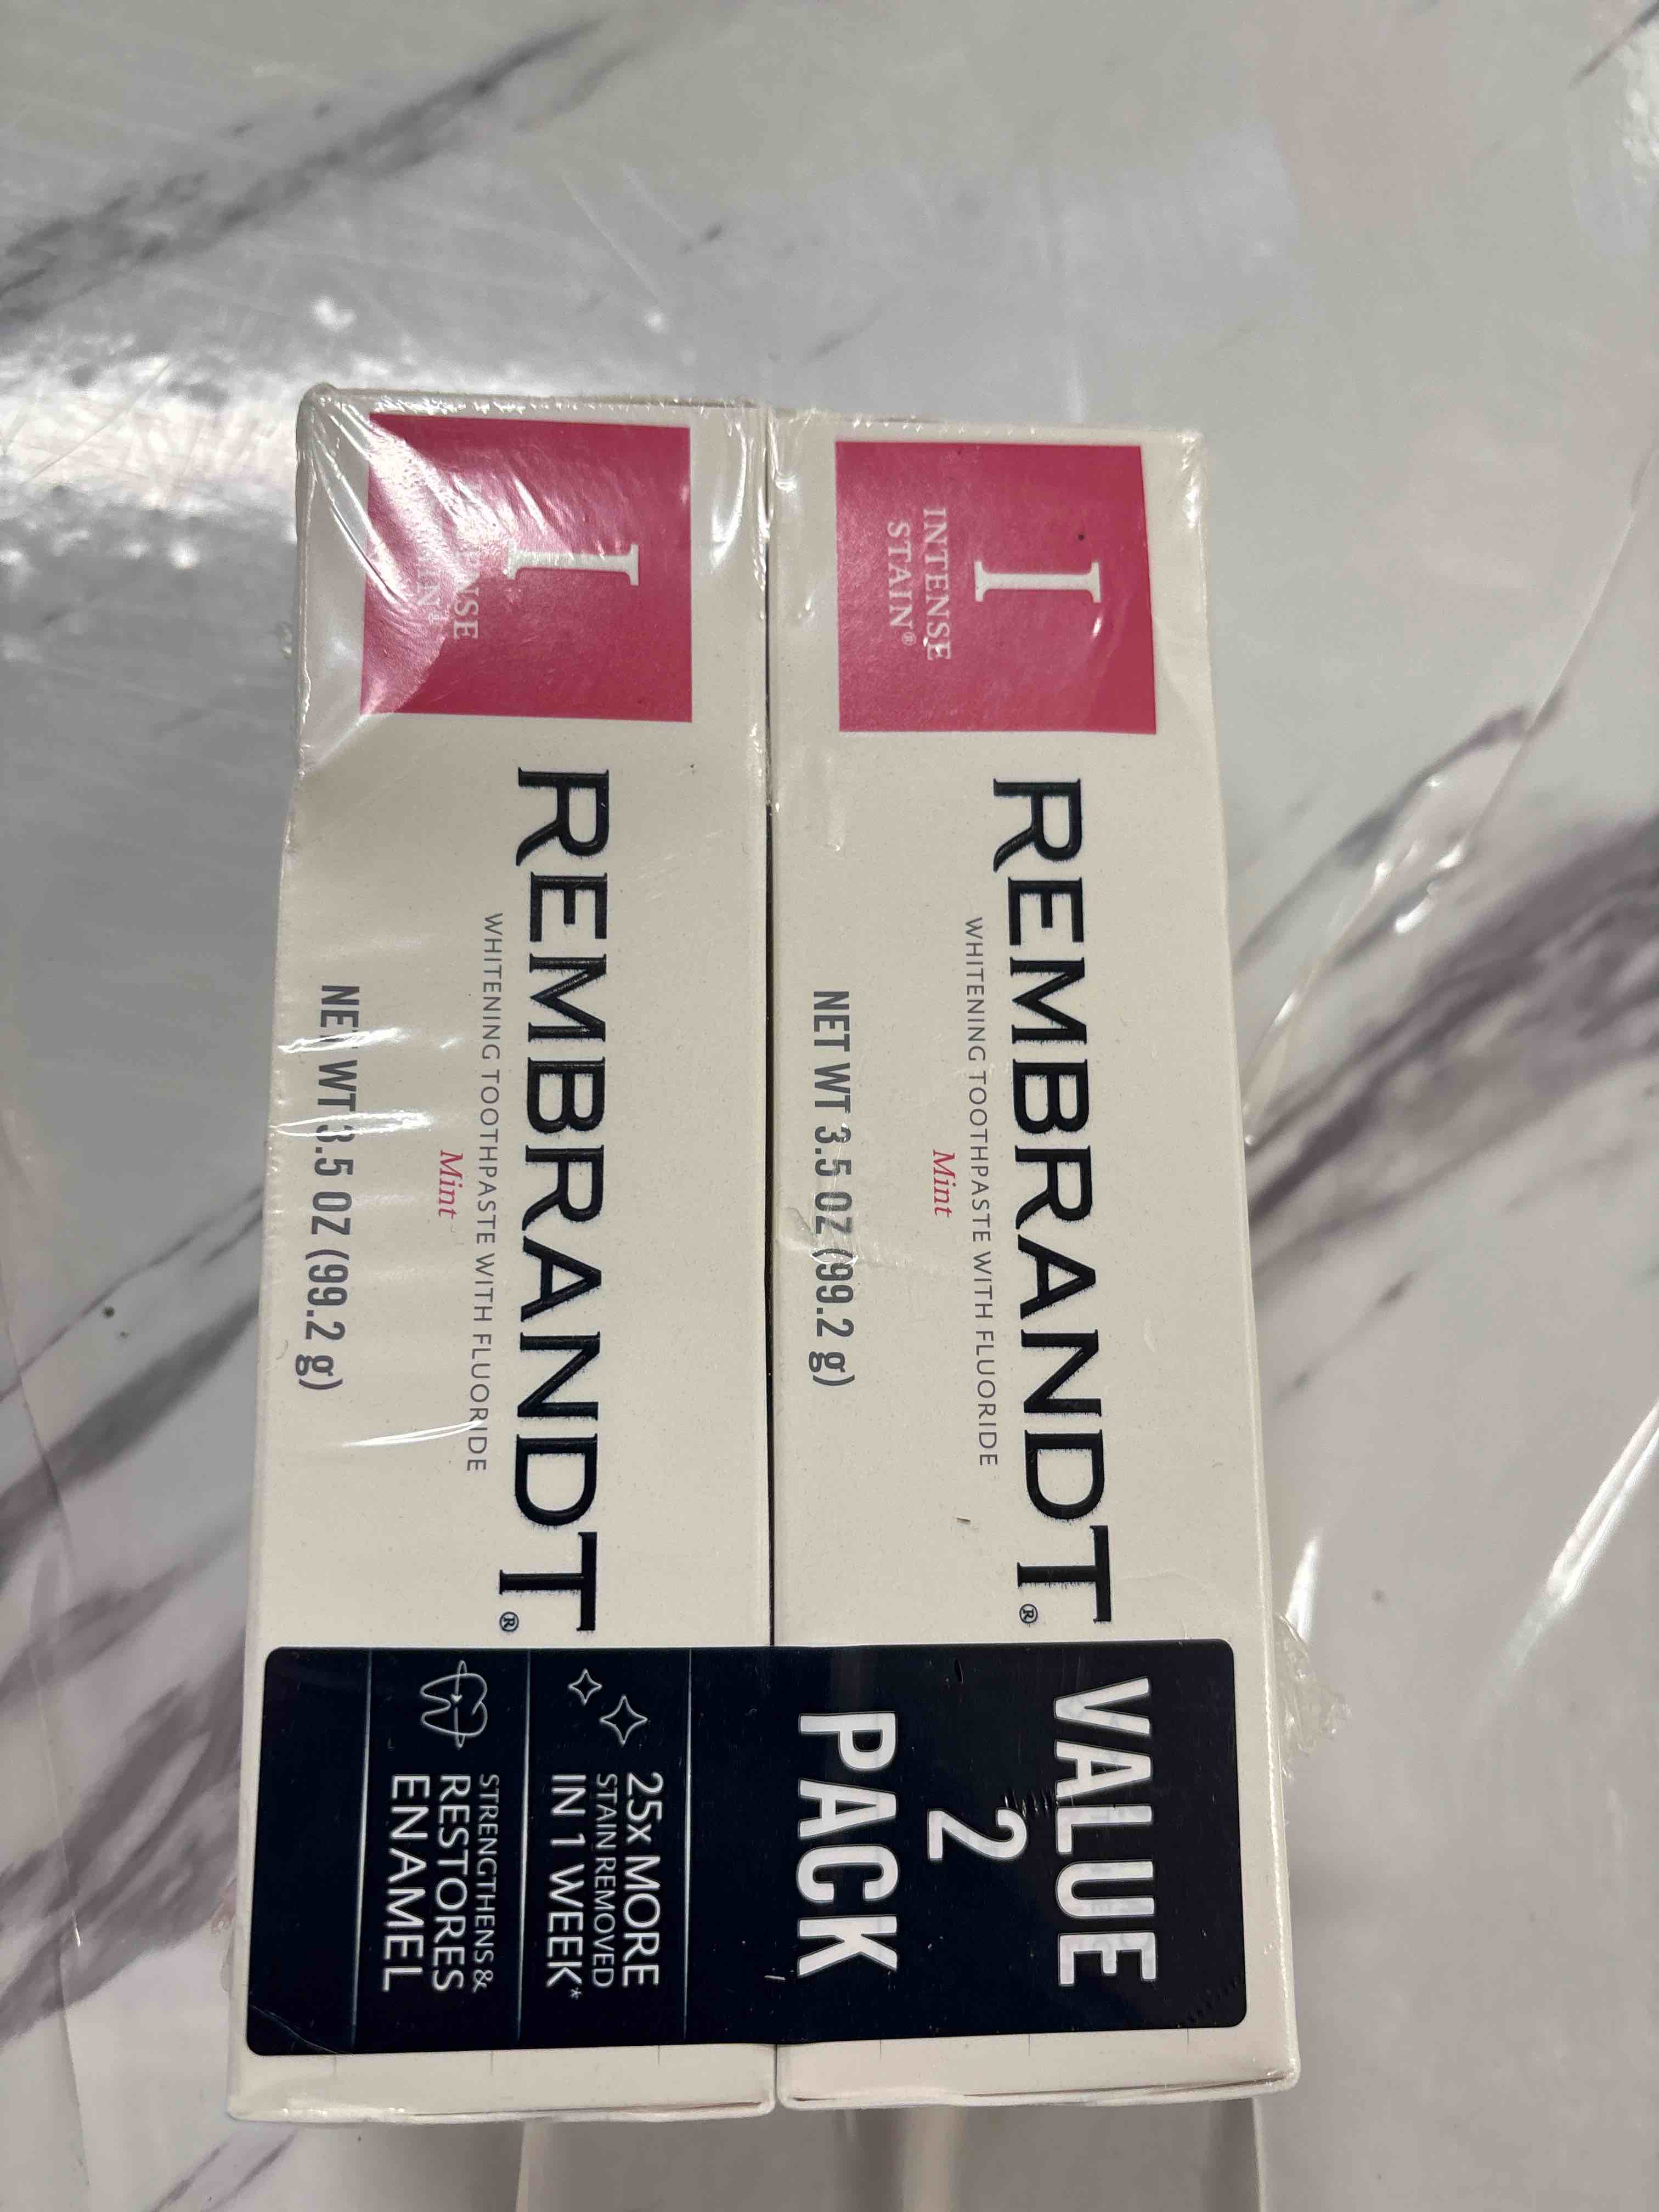 I
INTENSE
STAIN®
REMBRANDT®
WHITENING TOOTHPASTE WITH FLUORIDE
Mint
NET WT 3.5 OZ (99.2 g)
VALUE
2
PACK
I
NSE
IN®
REMBRANDT®
WHITENING TOOTHPASTE WITH FLUORIDE
Mint
NET WT 3.5 OZ (99.2 g)
25x MORE
STAIN REMOVED
IN 1 WEEK*
STRENGTHENS &
RESTORES
ENAMEL